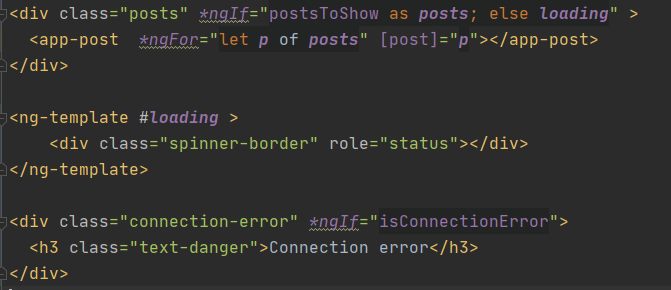 <div class="posts" *ngIf="postsToShow as posts; else loading" >
  <app-post  *ngFor="let p of posts" [post]="p"></app-post>
</div>

<ng-template #loading >
    <div class="spinner-border" role="status"></div>
</ng-template>

<div class="connection-error" *ngIf="isConnectionError">
  <h3 class="text-danger">Connection error</h3>
</div>